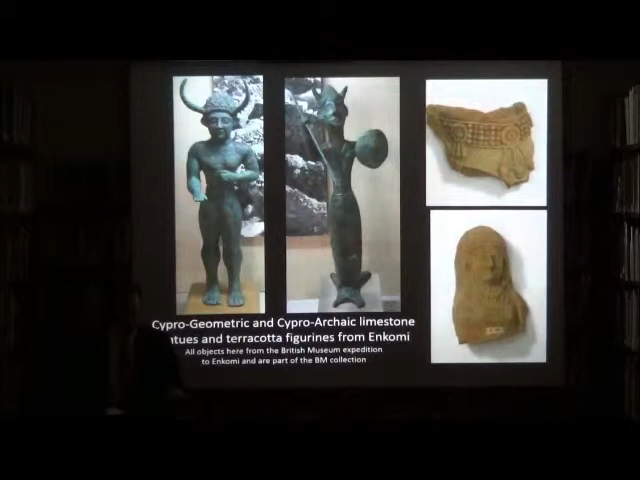 Cypro-Geometric and Cypro-Archaic limestone
and terracotta figurines from Enkomi
All objects here from the British Museum expedition
to Enkomi and are part of the BM collection